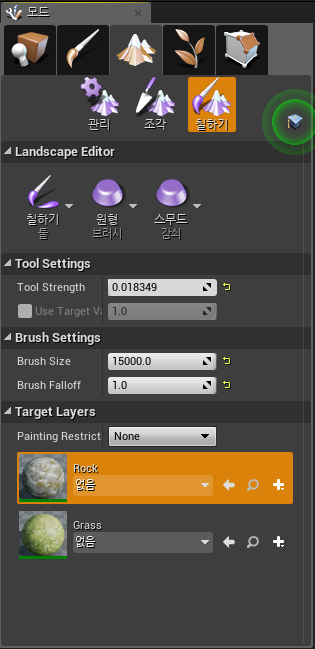 모드
관리 조각 칠하기
Landscape Editor
칠하기 원형 스무드
툴 브러시 감쇠
Tool Settings
Tool Strength 0.018349
Use Target Va 1.0
Brush Settings
Brush Size 15000.0
Brush Falloff 1.0
Target Layers
Painting Restrict None
Rock
없음
Grass
없음